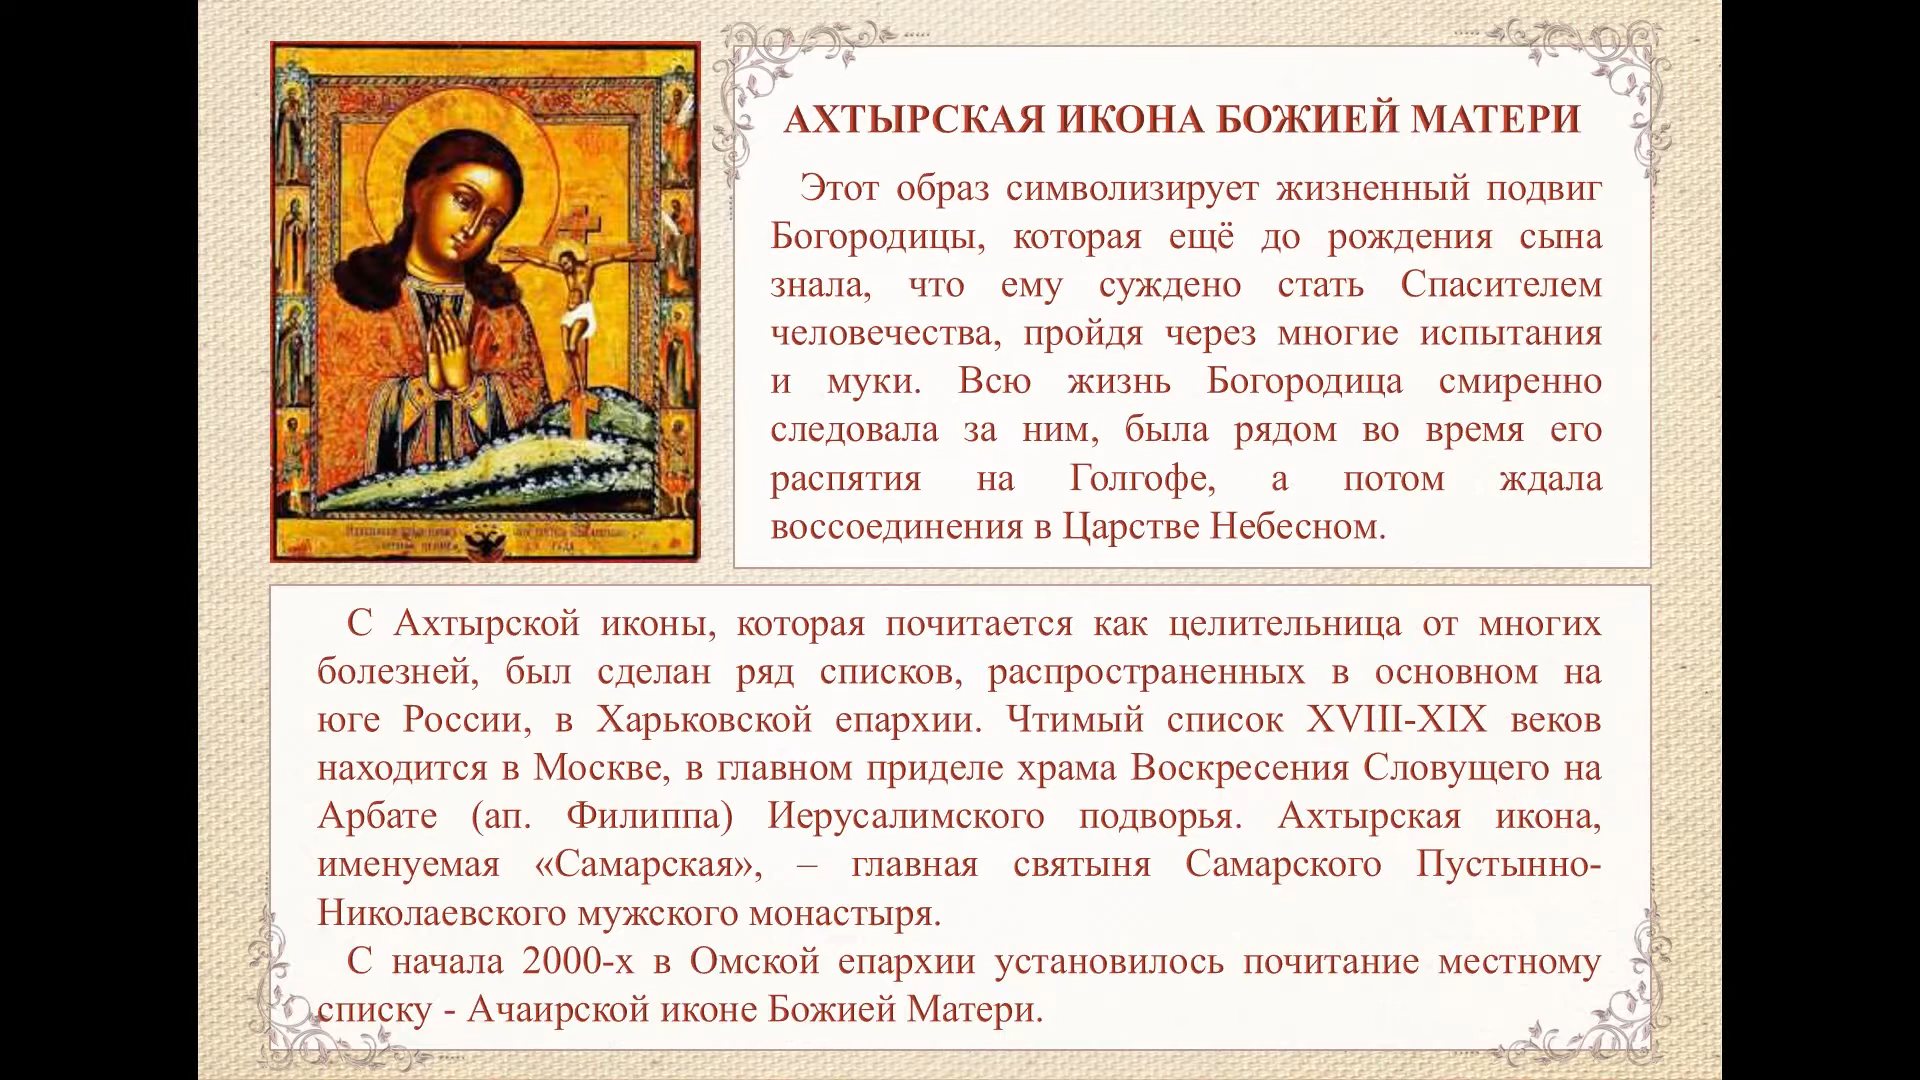 АХТЫРСКАЯ ИКОНА БОЖИЕЙ МАТЕРИ
Этот образ символизирует жизненный подвиг
Богородицы, которая ещё до рождения сына
знала, что ему суждено стать Спасителем
человечества, пройдя через многие испытания
и муки. Всю жизнь Богородица смиренно
следовала за ним, была рядом во время его
распятия на Голгофе, а потом ждала
воссоединения в Царстве Небесном.
С Ахтырской иконы, которая почитается как целительница от многих
болезней, был сделан ряд списков, распространенных в основном на
юге России, в Харьковской епархии. Чтимый список XVIII-XIX веков
находится в Москве, в главном приделе храма Воскресения Словущего на
Арбате (ап. Филиппа) Иерусалимского подворья. Ахтырская икона,
именуемая «Самарская», – главная святыня Самарского Пустынно-
Николаевского мужского монастыря.
С начала 2000-х в Омской епархии установилось почитание местному
списку - Ачаирской иконе Божией Матери.